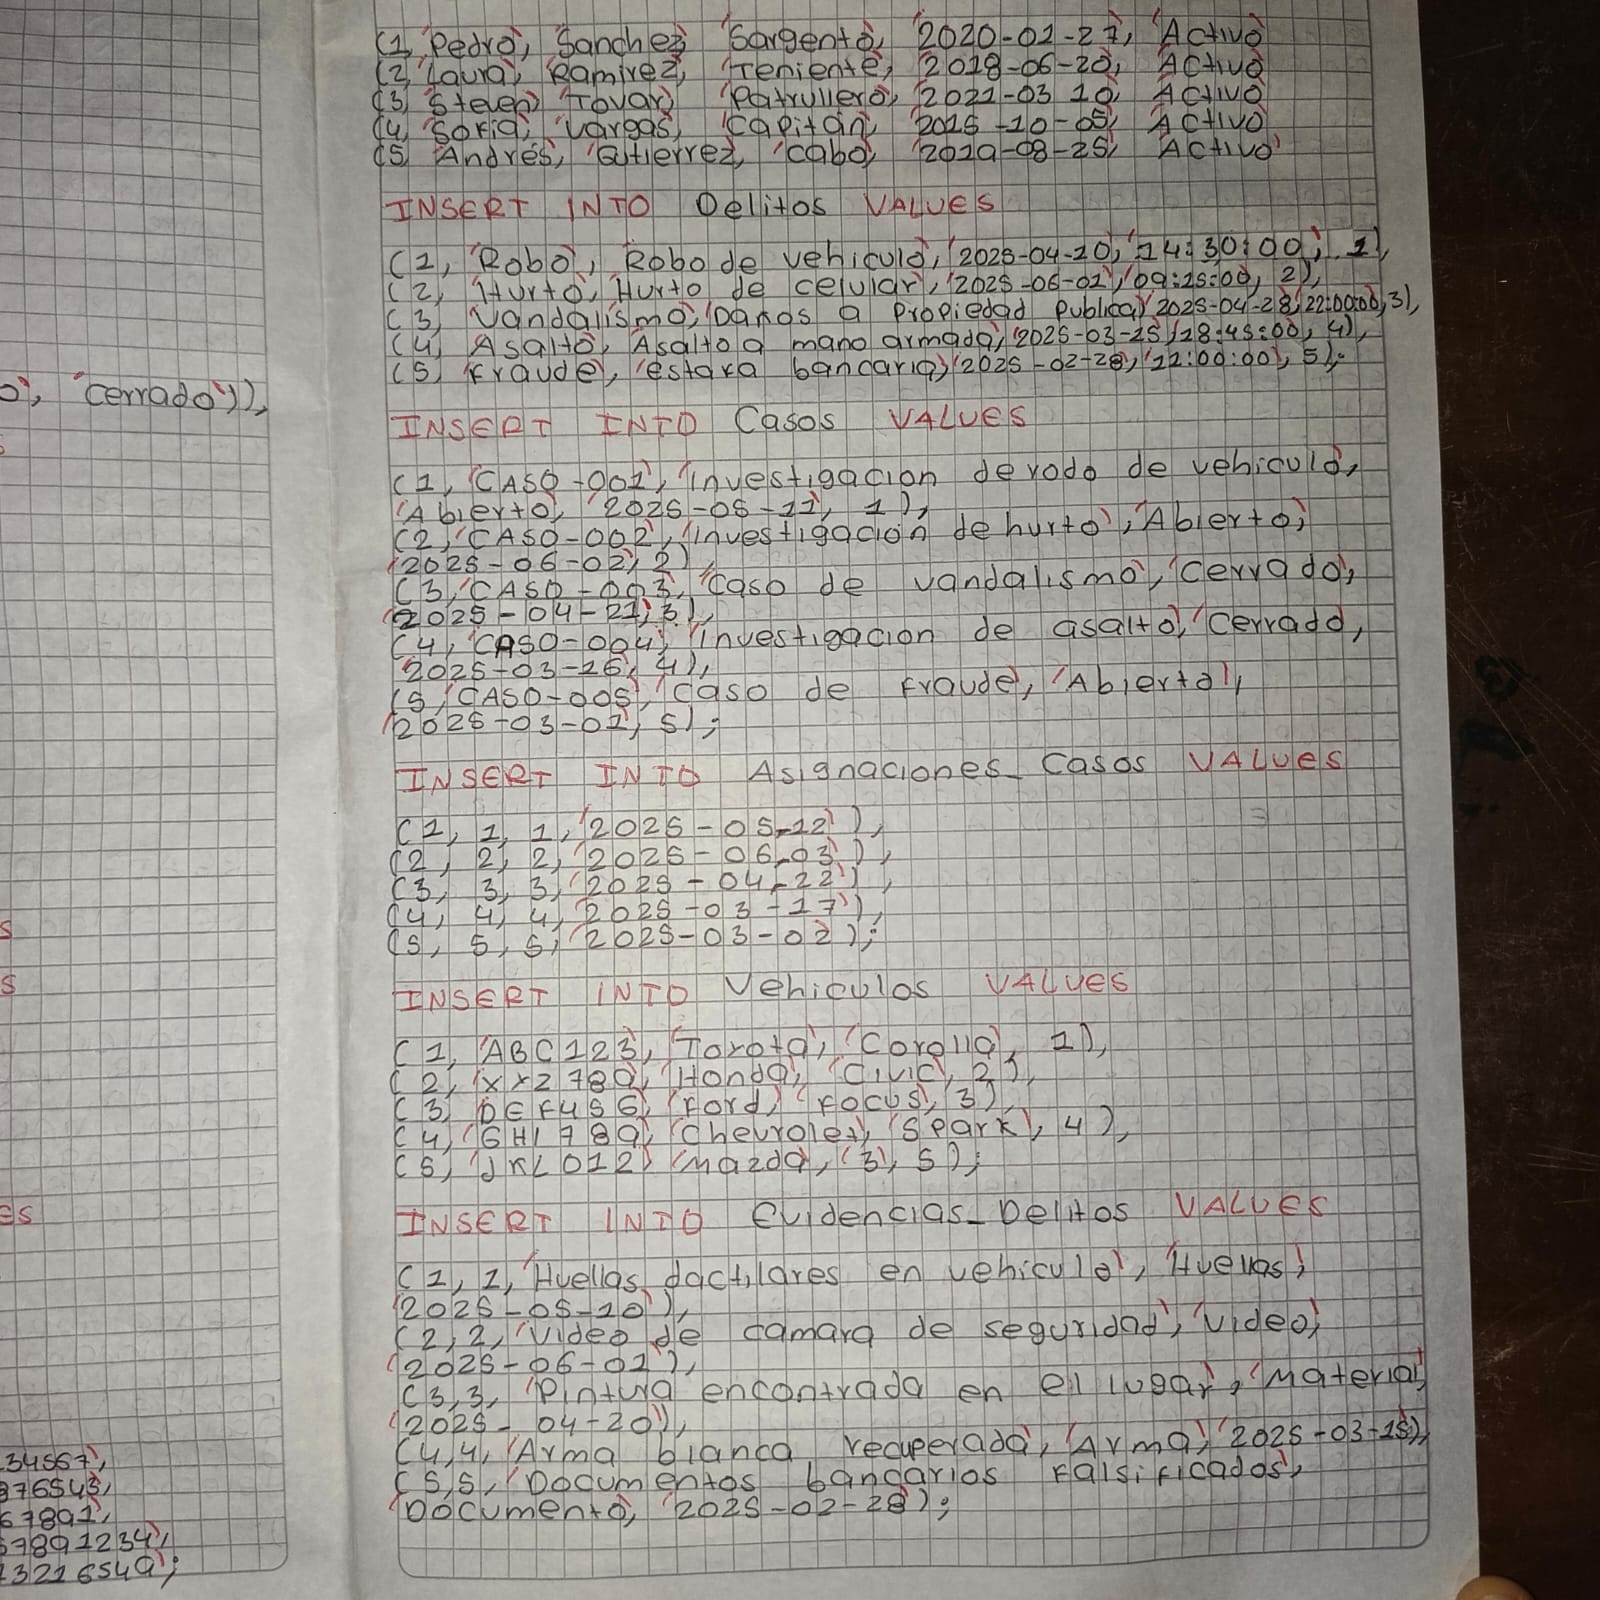 o', 'cerrado')),
s
s
s
es
34567',
976543',
67891',
67891234',
3216549';
(1, 'Pedro', 'Sanchez' 'Sargento', '2020-01-27', 'Activo'
(2, 'Laura', 'Ramirez', 'Teniente', '2018-06-20', 'Activo'
(3 'Steven' 'Tovar' 'Patrullero', '2021-03 10', 'Activo'
(4 'Sofia', 'Vargas', 'Capitán', '2015-10-05', 'Activo'
(5 'Andrés', 'Gutierrez', 'Cabo', '2019-08-25', 'Activo'
INSERT INTO Delitos VALUES
(1, 'Robo', 'Robo de vehiculo', '2025-04-10', '14:30:00', 1),
(2, 'Hurto', 'Hurto de celular', '2025-06-01', '09:15:00', 2),
(3, 'Vandalismo', 'Danos a Propiedad Publica', '2025-04-28', '22:00:00', 3),
(4, 'Asalto', 'Asalto a mano armada', '2025-03-15', '18:45:00', 4),
(5, 'Fraude', 'estafa bancaria', '2025-02-28', '11:00:00', 5);
INSERT INTO Casos VALUES
(1, 'CASO-001', 'investigacion de rodo de vehiculo',
'Abierto', '2025-05-11', 1),
(2, 'CASO-002', 'investigacion de hurto', 'Abierto',
'2025-06-02', 2),
(3, 'CASO-003, 'caso de vandalismo', 'cerrado',
'2025-04-21', 3),
(4, 'CASO-004', 'investigacion de asalto', 'cerrado,
'2025-03-16', 4),
(5, 'CASO-005', 'caso de fraude', 'Abierto',
'2025-03-01', 5);
INSERT INTO Asignaciones_Casos VALUES
(1, 1, 1, '2025-05-12'),
(2, 2, 2, '2025-06-03'),
(3, 3, 3, '2025-04-22'),
(4, 4, 4, '2025-03-17'),
(5, 5, 5, '2025-03-02');
INSERT INTO Vehiculos VALUES
(1, 'ABC123', 'Toyota', 'Corolla', 1),
(2, 'XYZ789', 'Honda', 'Civic', 2),
(3, 'DEF456', 'Ford', 'Focus', 3),
(4, 'GHI789', 'Chevrolet', 'Spark', 4),
(5, 'JKL012' 'Mazda', '3', 5);
INSERT INTO Evidencias_Delitos VALUES
(1, 1, 'Huellas dactilares en vehiculo', 'Huellas',
'2025-05-10'),
(2, 2, 'Video de camara de seguridad', 'Video',
'2025-06-01'),
(3,3, 'Pintura encontrada en el lugar', 'Material',
'2025-04-20'),
(4,4, 'Arma blanca recuperada', 'Arma', '2025-03-15'),
(5,5, 'Documentos bancarios falsificados',
'Documento', '2025-02-28');